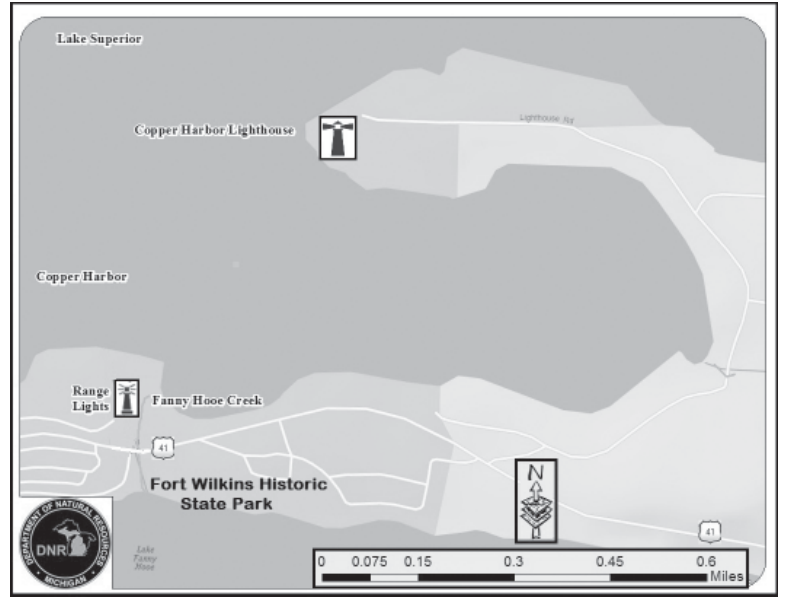 Lake Superior
Copper Harbor Lighthouse
Lighthouse Rd
Copper Harbor
Range
Lights
Fanny Hooe Creek
41
Fort Wilkins Historic
State Park
N
41
DEPARTMENT OF NATURAL RESOURCES
DNR
MICHIGAN
Lake
Fanny
Hooe
0 0.075 0.15 0.3 0.45 0.6
Miles